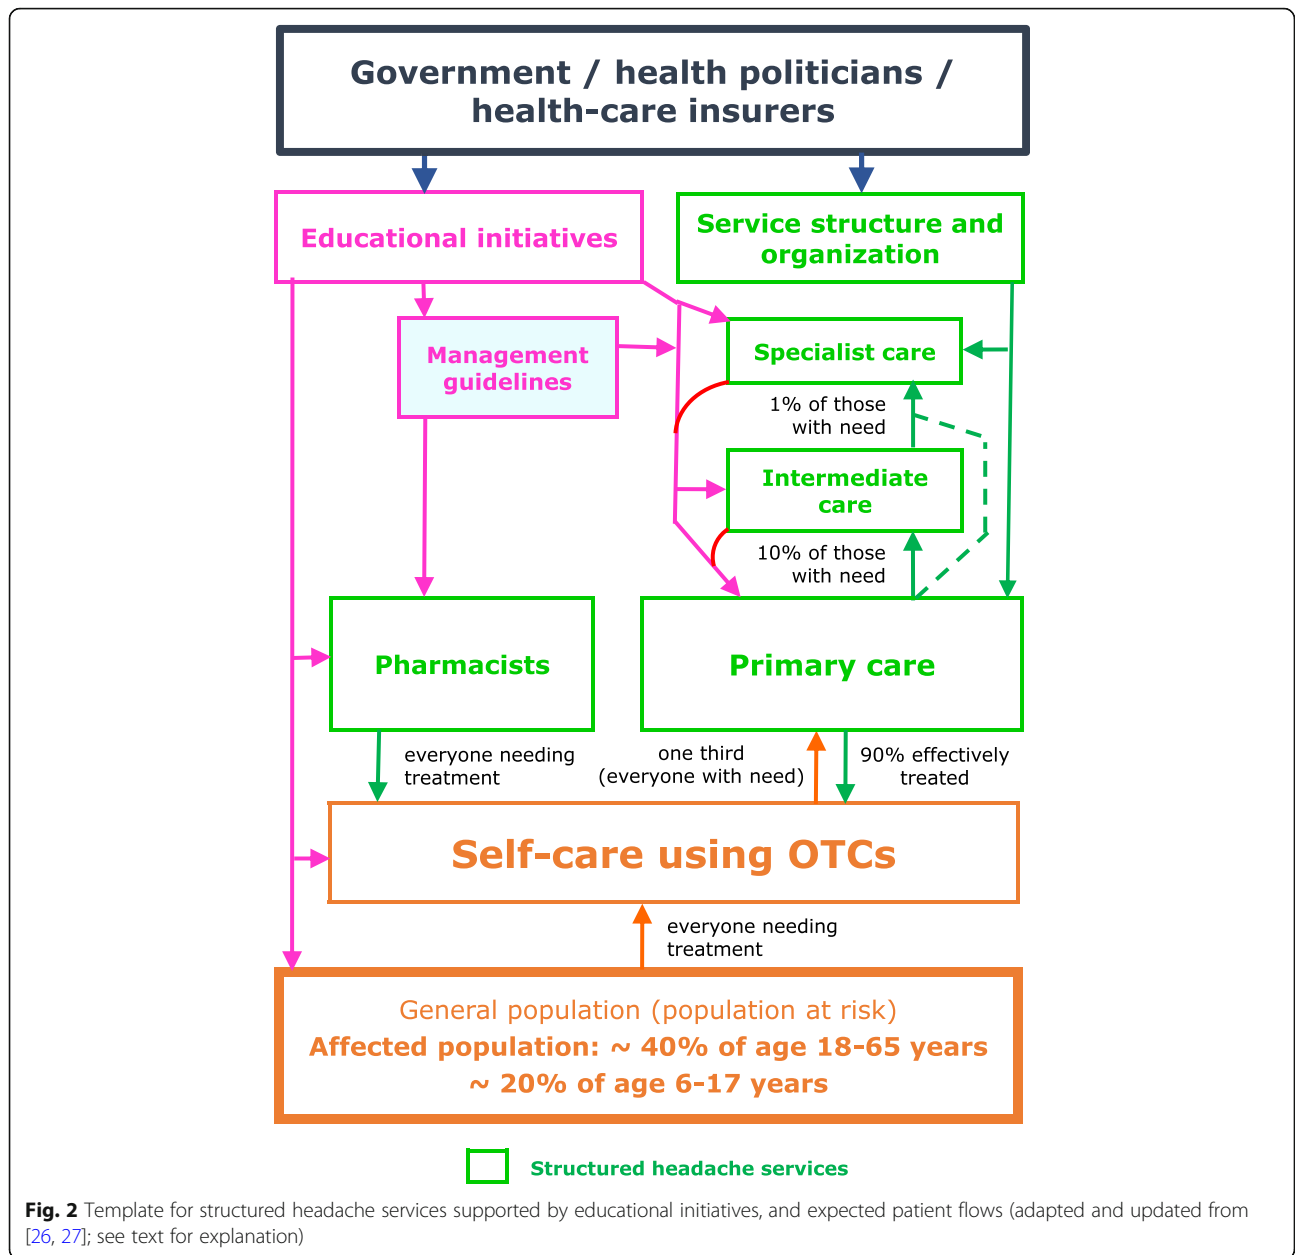 Government / health politicians /
health-care insurers
Educational initiatives
Service structure and
organization
Management
guidelines
Specialist care
1% of those
with need
Intermediate
care
10% of those
with need
Pharmacists
Primary care
everyone needing
treatment
one third
(everyone with need)
90% effectively
treated
Self-care using OTCs
everyone needing
treatment
General population (population at risk)
Affected population: ~ 40% of age 18-65 years
~ 20% of age 6-17 years
Structured headache services
Fig. 2 Template for structured headache services supported by educational initiatives, and expected patient flows (adapted and updated from
[26, 27]; see text for explanation)